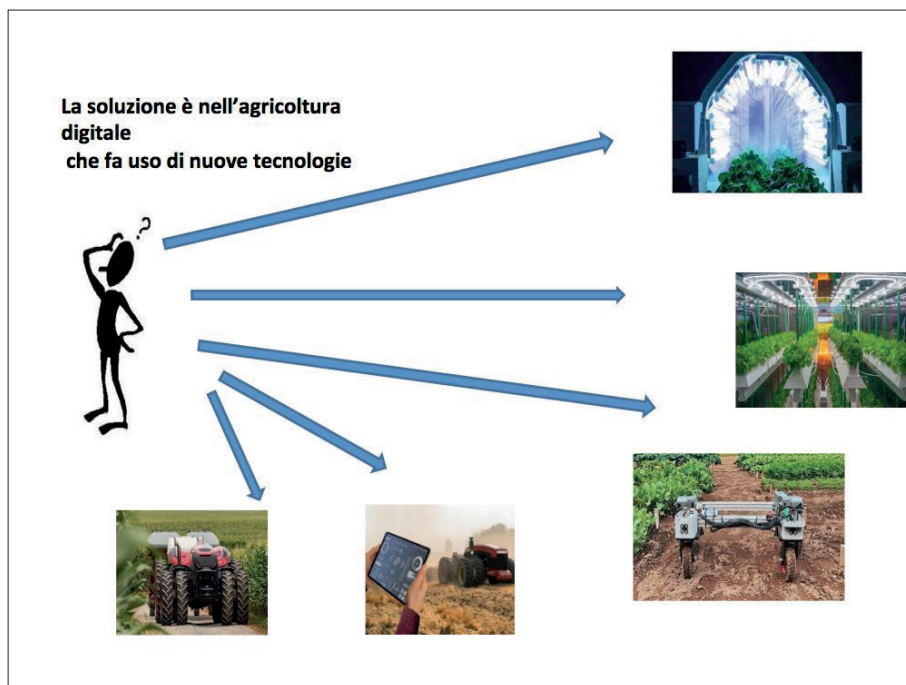 La soluzione è nell’agricoltura
digitale
che fa uso di nuove tecnologie
?